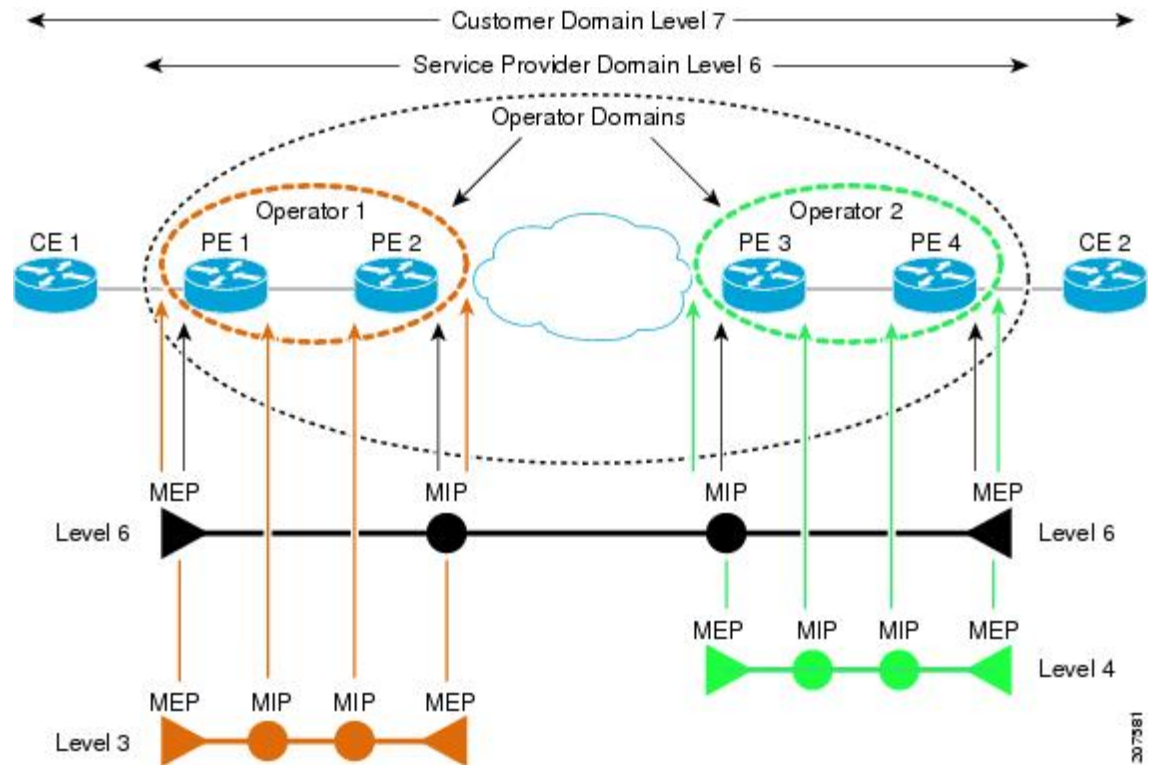 Customer Domain Level 7
Service Provider Domain Level 6
Operator Domains
Operator 1
Operator 2
CE 1
PE 1
PE 2
PE 3
PE 4
CE 2
MEP
MIP
MIP
MEP
Level 6
Level 6
MEP
MIP
MIP
MEP
Level 4
MEP
MIP
MIP
MEP
Level 3
207581